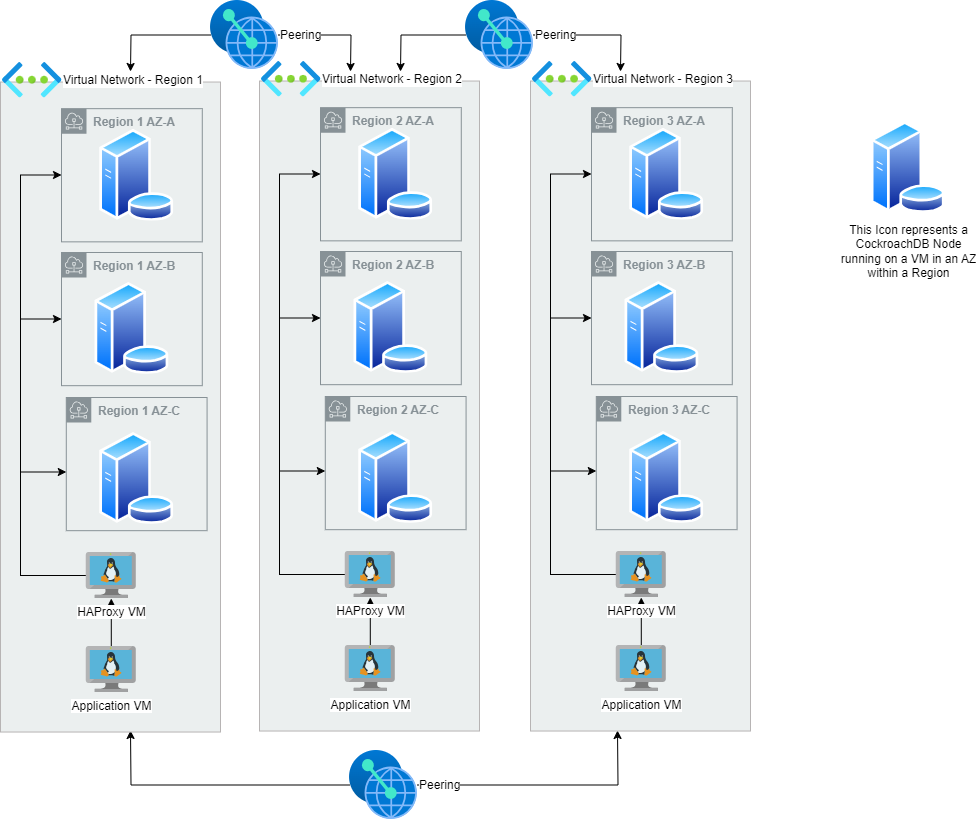 Peering
Peering
Virtual Network - Region 1
Virtual Network - Region 2
Virtual Network - Region 3
Region 1 AZ-A
Region 2 AZ-A
Region 3 AZ-A
This Icon represents a
CockroachDB Node
running on a VM in an AZ
within a Region
Region 1 AZ-B
Region 2 AZ-B
Region 3 AZ-B
Region 1 AZ-C
Region 2 AZ-C
Region 3 AZ-C
HAProxy VM
HAProxy VM
HAProxy VM
Application VM
Application VM
Application VM
Peering